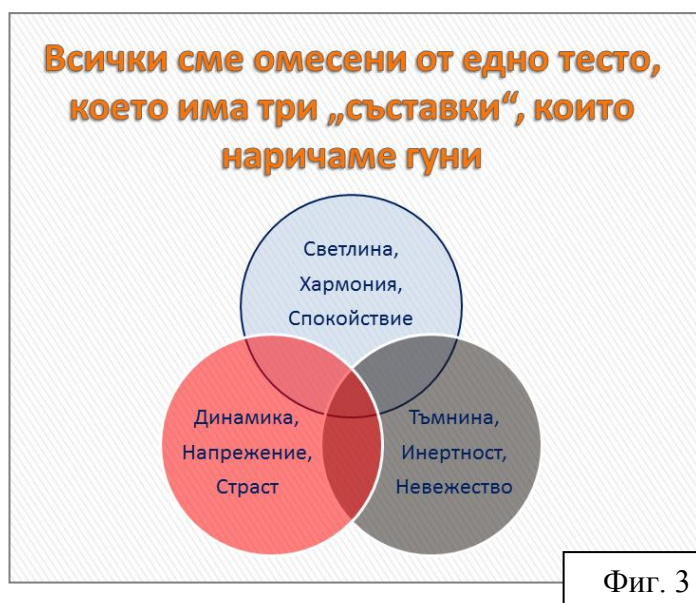 Всички сме омесени от едно тесто,
което има три „съставки“, които
наричаме гуни
Светлина,
Хармония,
Спокойствие
Динамика,
Напрежение,
Страст
Тъмнина,
Инертност,
Невежество
Фиг. 3